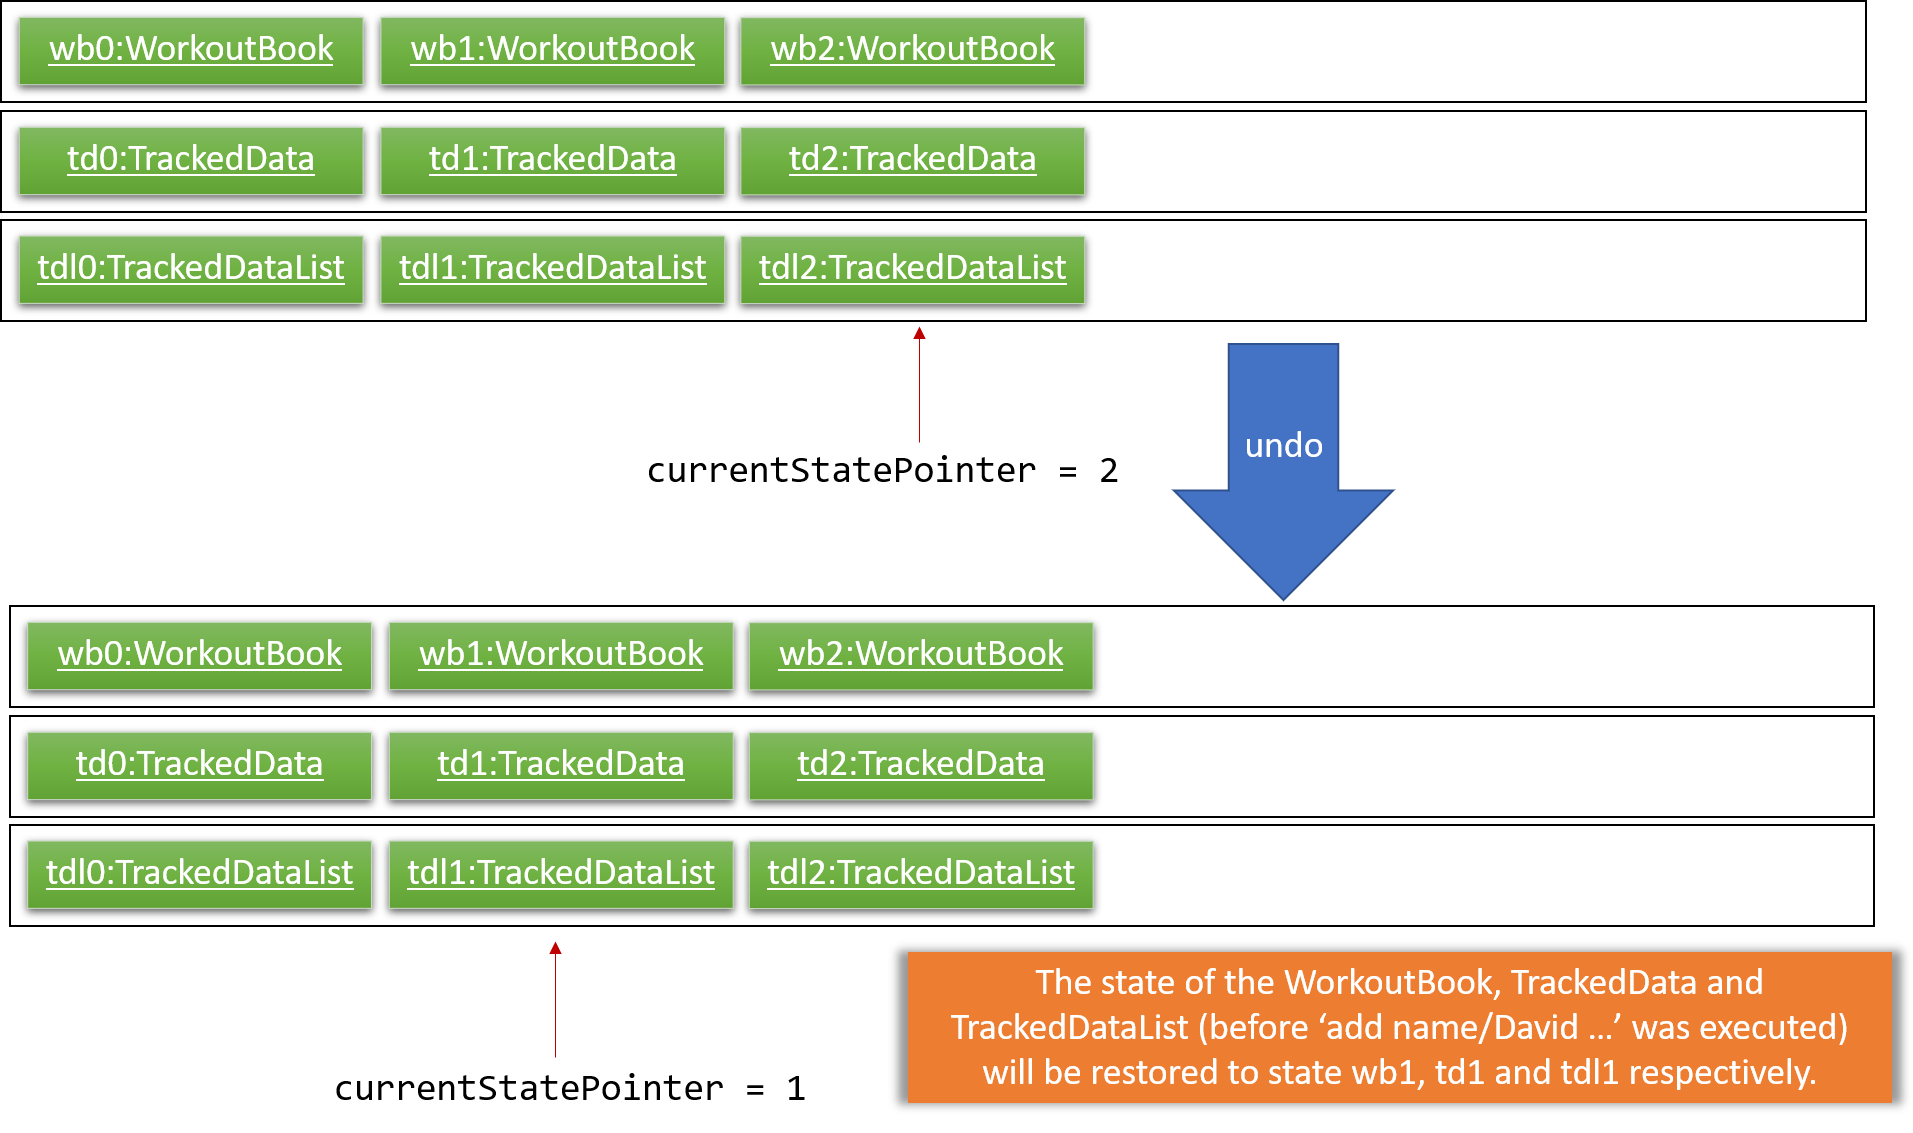 wb0:WorkoutBook wb1:WorkoutBook wb2:WorkoutBook
td0:TrackedData td1:TrackedData td2:TrackedData
tdl0:TrackedDataList tdl1:TrackedDataList tdl2:TrackedDataList
currentStatePointer = 2
undo
wb0:WorkoutBook wb1:WorkoutBook wb2:WorkoutBook
td0:TrackedData td1:TrackedData td2:TrackedData
tdl0:TrackedDataList tdl1:TrackedDataList tdl2:TrackedDataList
currentStatePointer = 1
The state of the WorkoutBook, TrackedData and
TrackedDataList (before ‘add name/David …’ was executed)
will be restored to state wb1, td1 and tdl1 respectively.